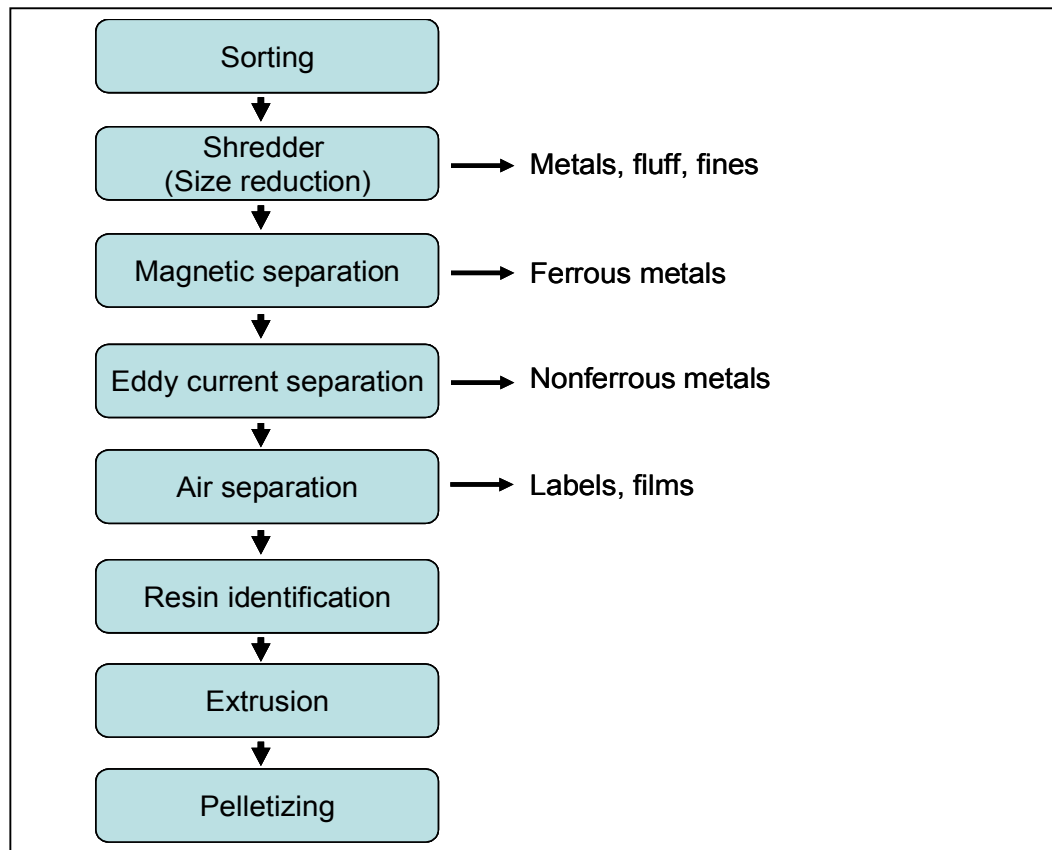 Sorting
Shredder
(Size reduction)
Metals, fluff, fines
Magnetic separation
Ferrous metals
Eddy current separation
Nonferrous metals
Air separation
Labels, films
Resin identification
Extrusion
Pelletizing